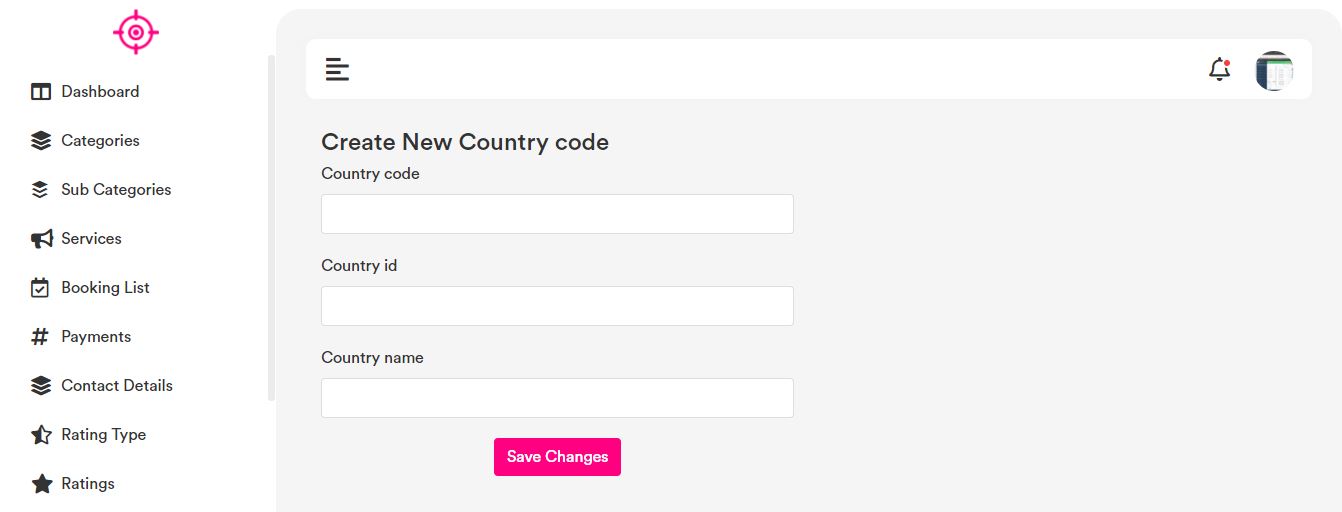 Dashboard
Categories
Sub Categories
Services
Booking List
Payments
Contact Details
Rating Type
Ratings
Create New Country code
Country code
Country id
Country name
Save Changes